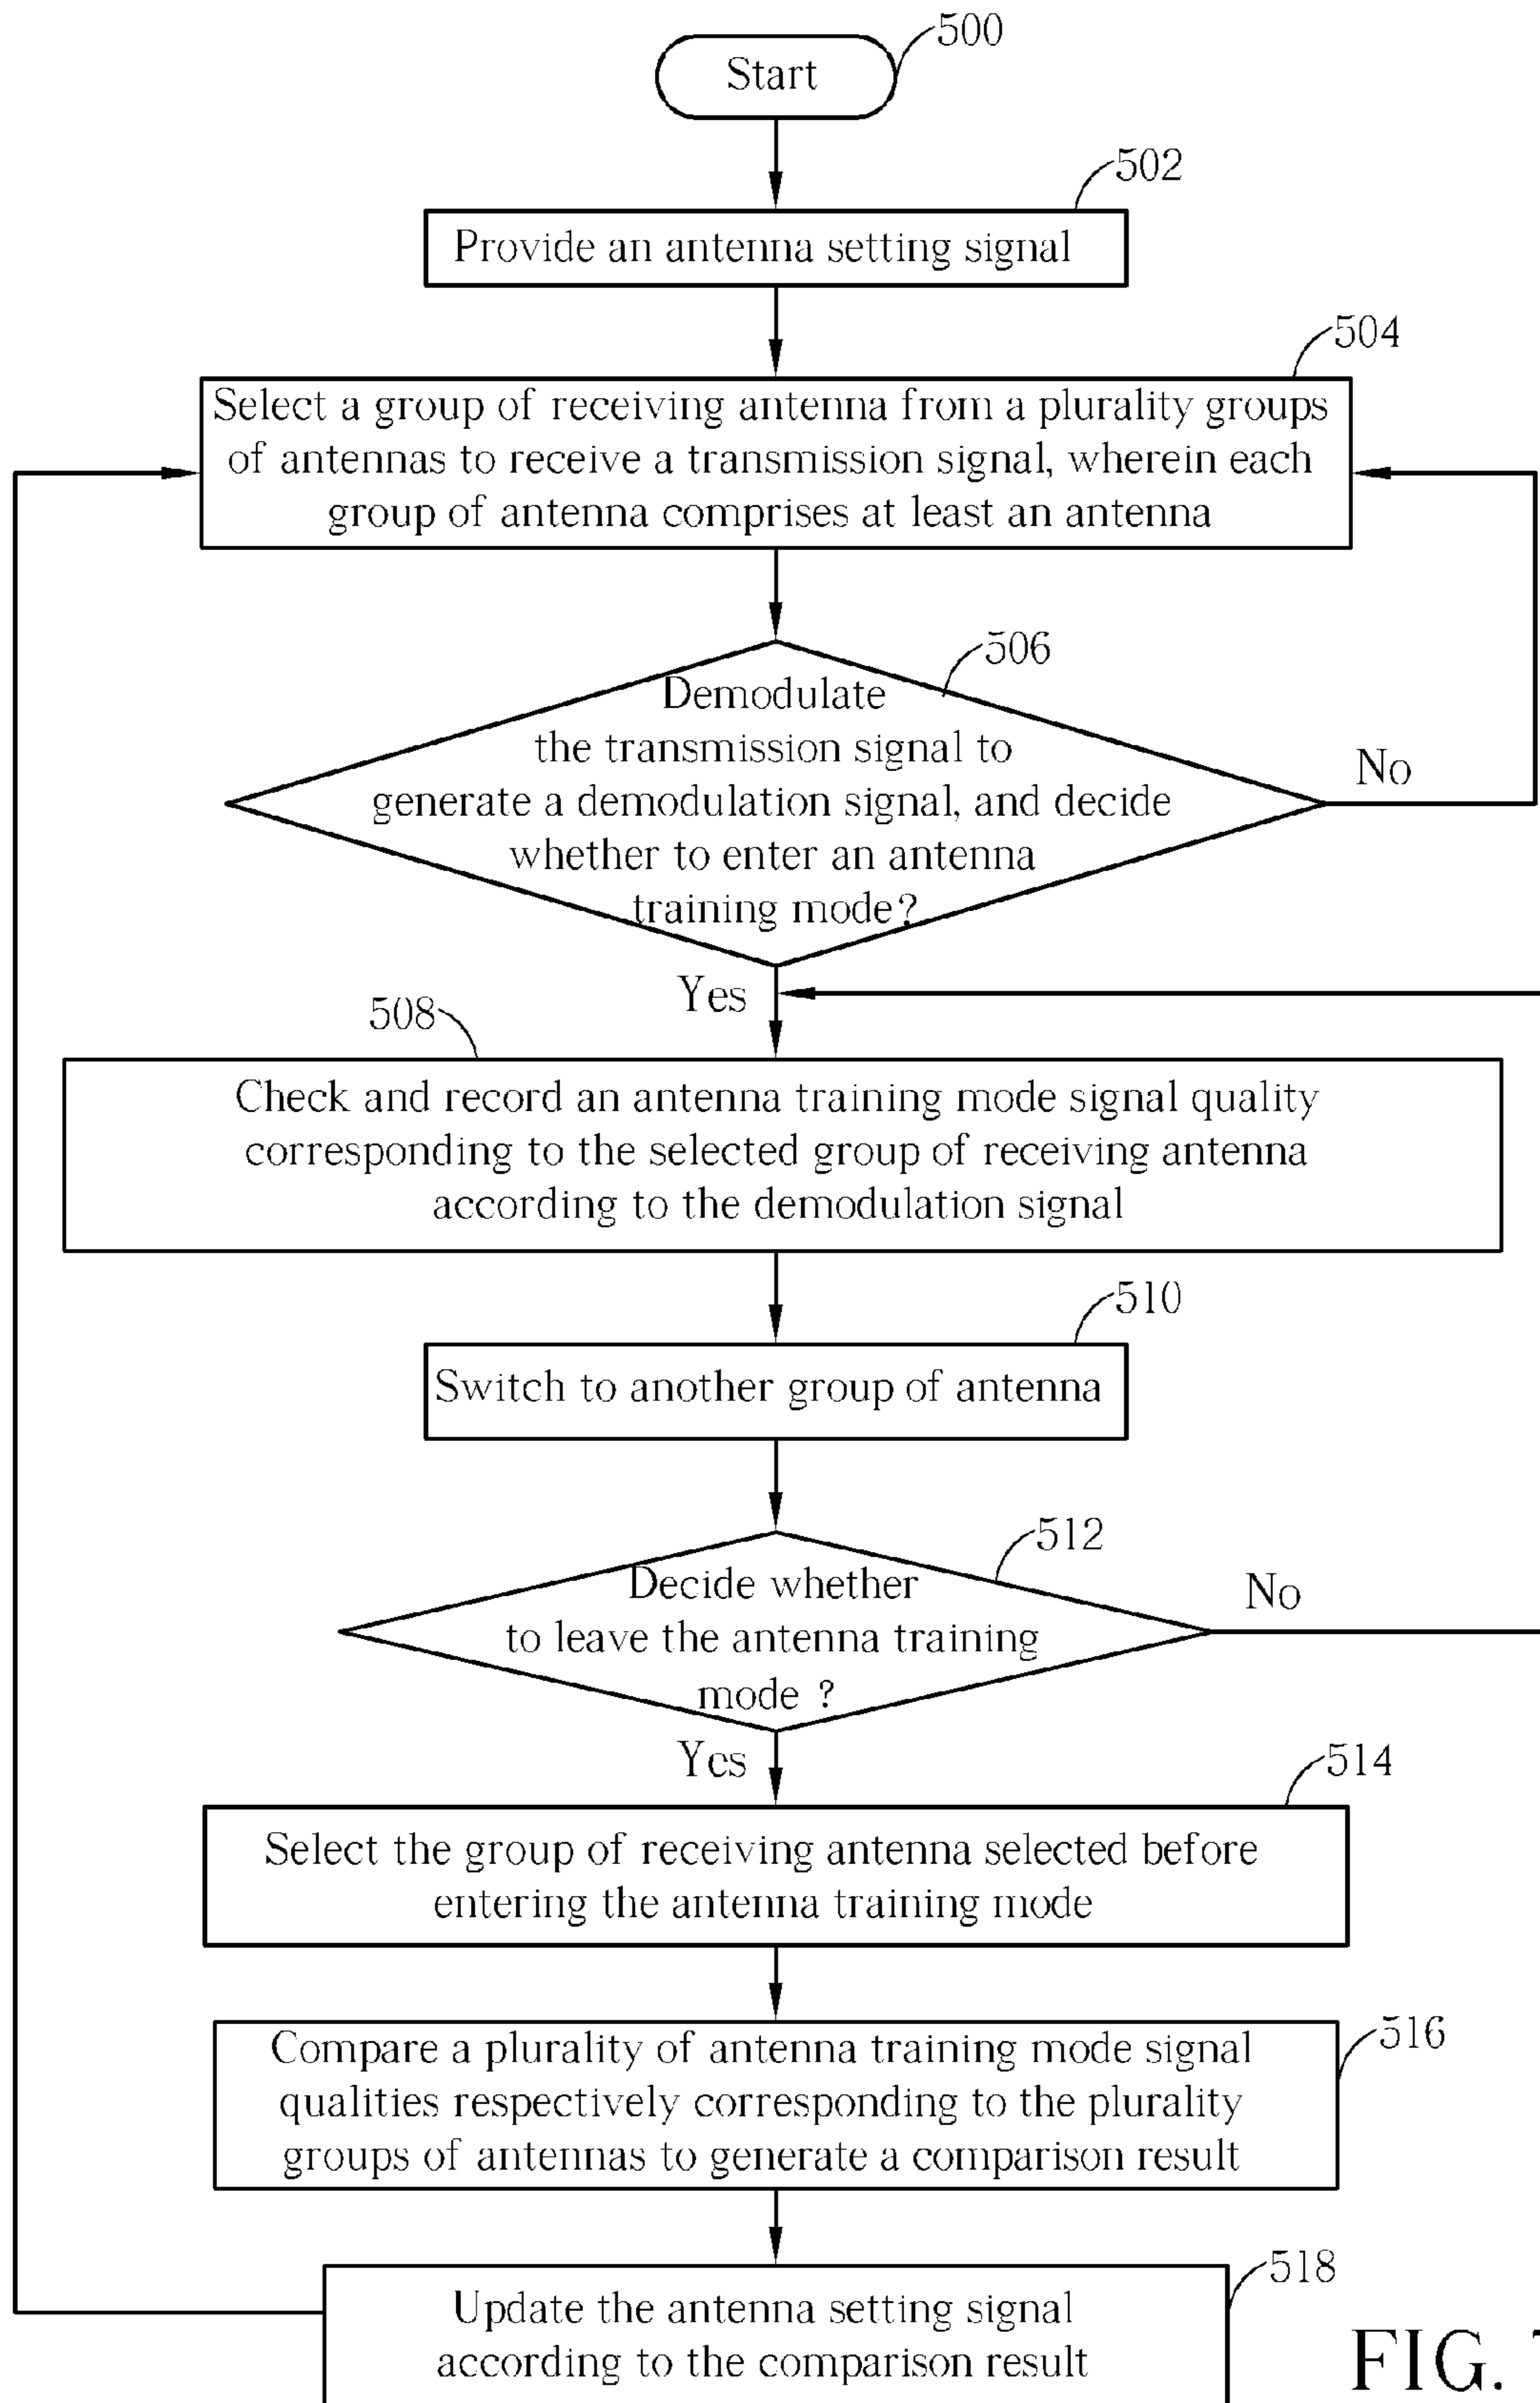 500
Start
502
Provide an antenna setting signal
504
Select a group of receiving antenna from a plurality groups
of antennas to receive a transmission signal, wherein each
group of antenna comprises at least an antenna
506
Demodulate
the transmission signal to
generate a demodulation signal, and decide
whether to enter an antenna
training mode?
No
Yes
508
Check and record an antenna training mode signal quality
corresponding to the selected group of receiving antenna
according to the demodulation signal
510
Switch to another group of antenna
512
Decide whether
to leave the antenna training
mode ?
No
Yes
514
Select the group of receiving antenna selected before
entering the antenna training mode
516
Compare a plurality of antenna training mode signal
qualities respectively corresponding to the plurality
groups of antennas to generate a comparison result
518
Update the antenna setting signal
according to the comparison result
FIG.